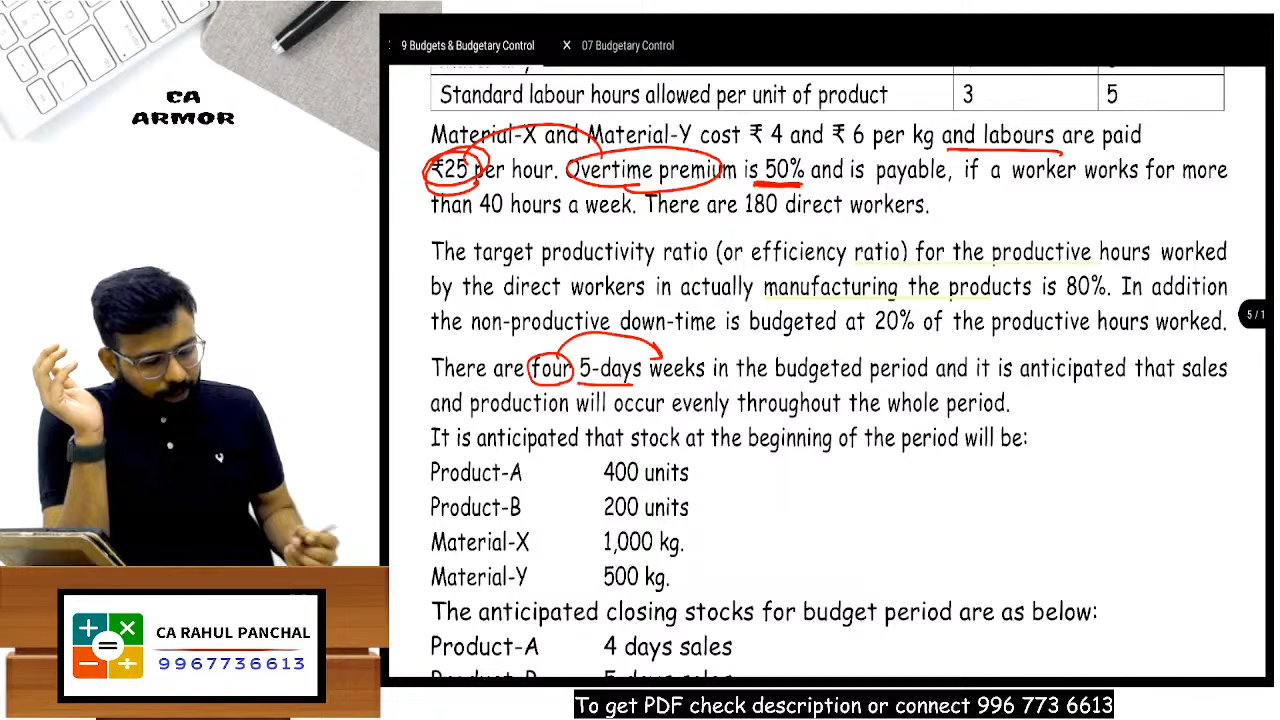 9 Budgets & Budgetary Control
X 07 Budgetary Control
CA
ARMOR
Standard labour hours allowed per unit of product 3 5
Material-X and Material-Y cost ₹ 4 and ₹ 6 per kg and labours are paid
₹25 per hour. Overtime premium is 50% and is payable, if a worker works for more
than 40 hours a week. There are 180 direct workers.
The target productivity ratio (or efficiency ratio) for the productive hours worked
by the direct workers in actually manufacturing the products is 80%. In addition
the non-productive down-time is budgeted at 20% of the productive hours worked.
5/1
There are four 5-days weeks in the budgeted period and it is anticipated that sales
and production will occur evenly throughout the whole period.
It is anticipated that stock at the beginning of the period will be:
Product-A 400 units
Product-B 200 units
Material-X 1,000 kg.
Material-Y 500 kg.
The anticipated closing stocks for budget period are as below:
Product-A 4 days sales
CA RAHUL PANCHAL
9967736613
To get PDF check description or connect 996 773 6613